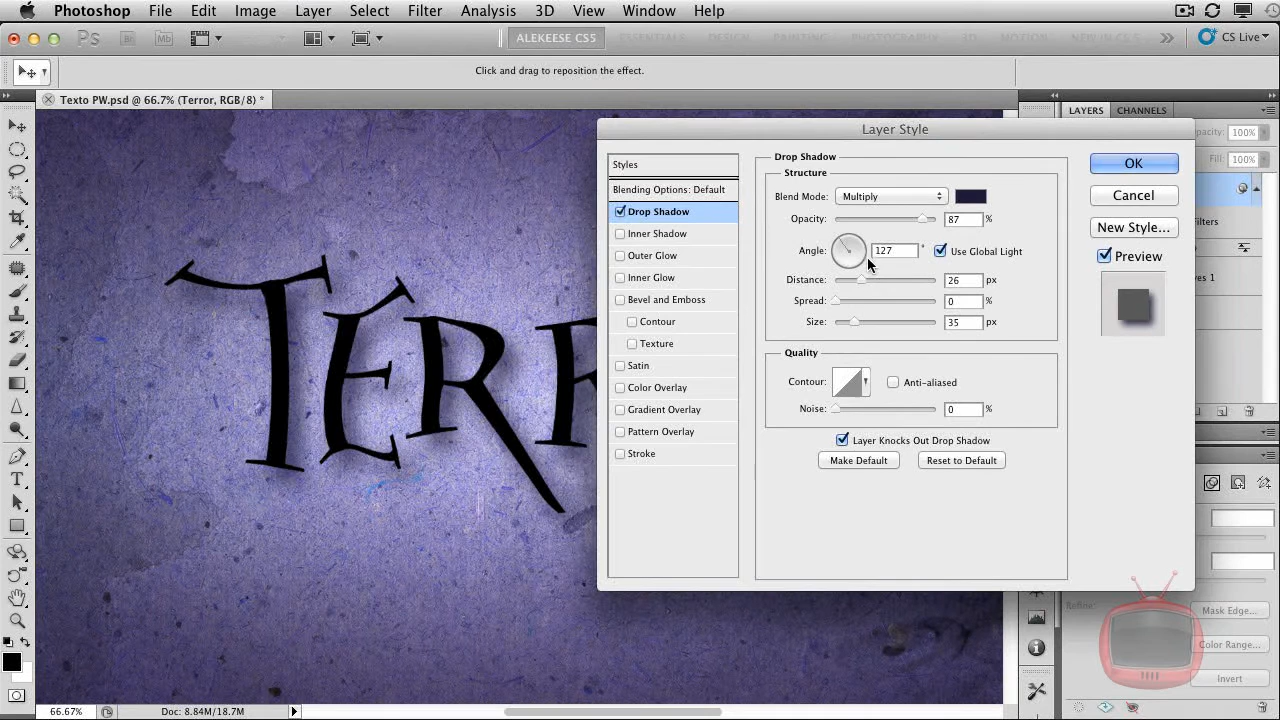 Photoshop File Edit Image Layer Select Filter Analysis 3D View Window Help
Ps Br Mb ALEKEESE CS5 ESSENTIALS DESIGN PAINTING PHOTOGRAPHY 3D MOTION NEW IN CS 5 CS Live
Click and drag to reposition the effect.
Texto PW.psd @ 66.7% (Terror, RGB/8) *
LAYERS CHANNELS
Layer Style
Opacity: 100%
Fill: 100%
Styles
Blending Options: Default
Drop Shadow
Inner Shadow
Outer Glow
Inner Glow
Bevel and Emboss
Contour
Texture
Satin
Color Overlay
Gradient Overlay
Pattern Overlay
Stroke
Drop Shadow
Structure
Blend Mode: Multiply
Opacity: 87 %
Angle: 127 ° Use Global Light
Distance: 26 px
Spread: 0 %
Size: 35 px
Quality
Contour: Anti-aliased
Noise: 0 %
Layer Knocks Out Drop Shadow
Make Default Reset to Default
OK
Cancel
New Style...
Preview
ilters
ers 1
TERR
Refine:
Mask Edge...
Color Range...
Invert
66.67% Doc: 8.84M/18.7M